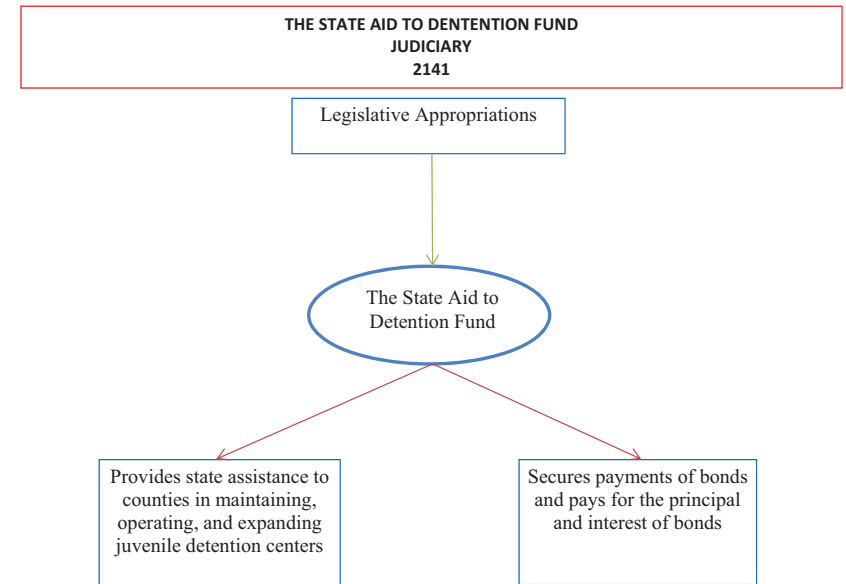 THE STATE AID TO DENTENTION FUND
JUDICIARY
2141
Legislative Appropriations
The State Aid to
Detention Fund
Provides state assistance to
counties in maintaining,
operating, and expanding
juvenile detention centers
Secures payments of bonds
and pays for the principal
and interest of bonds